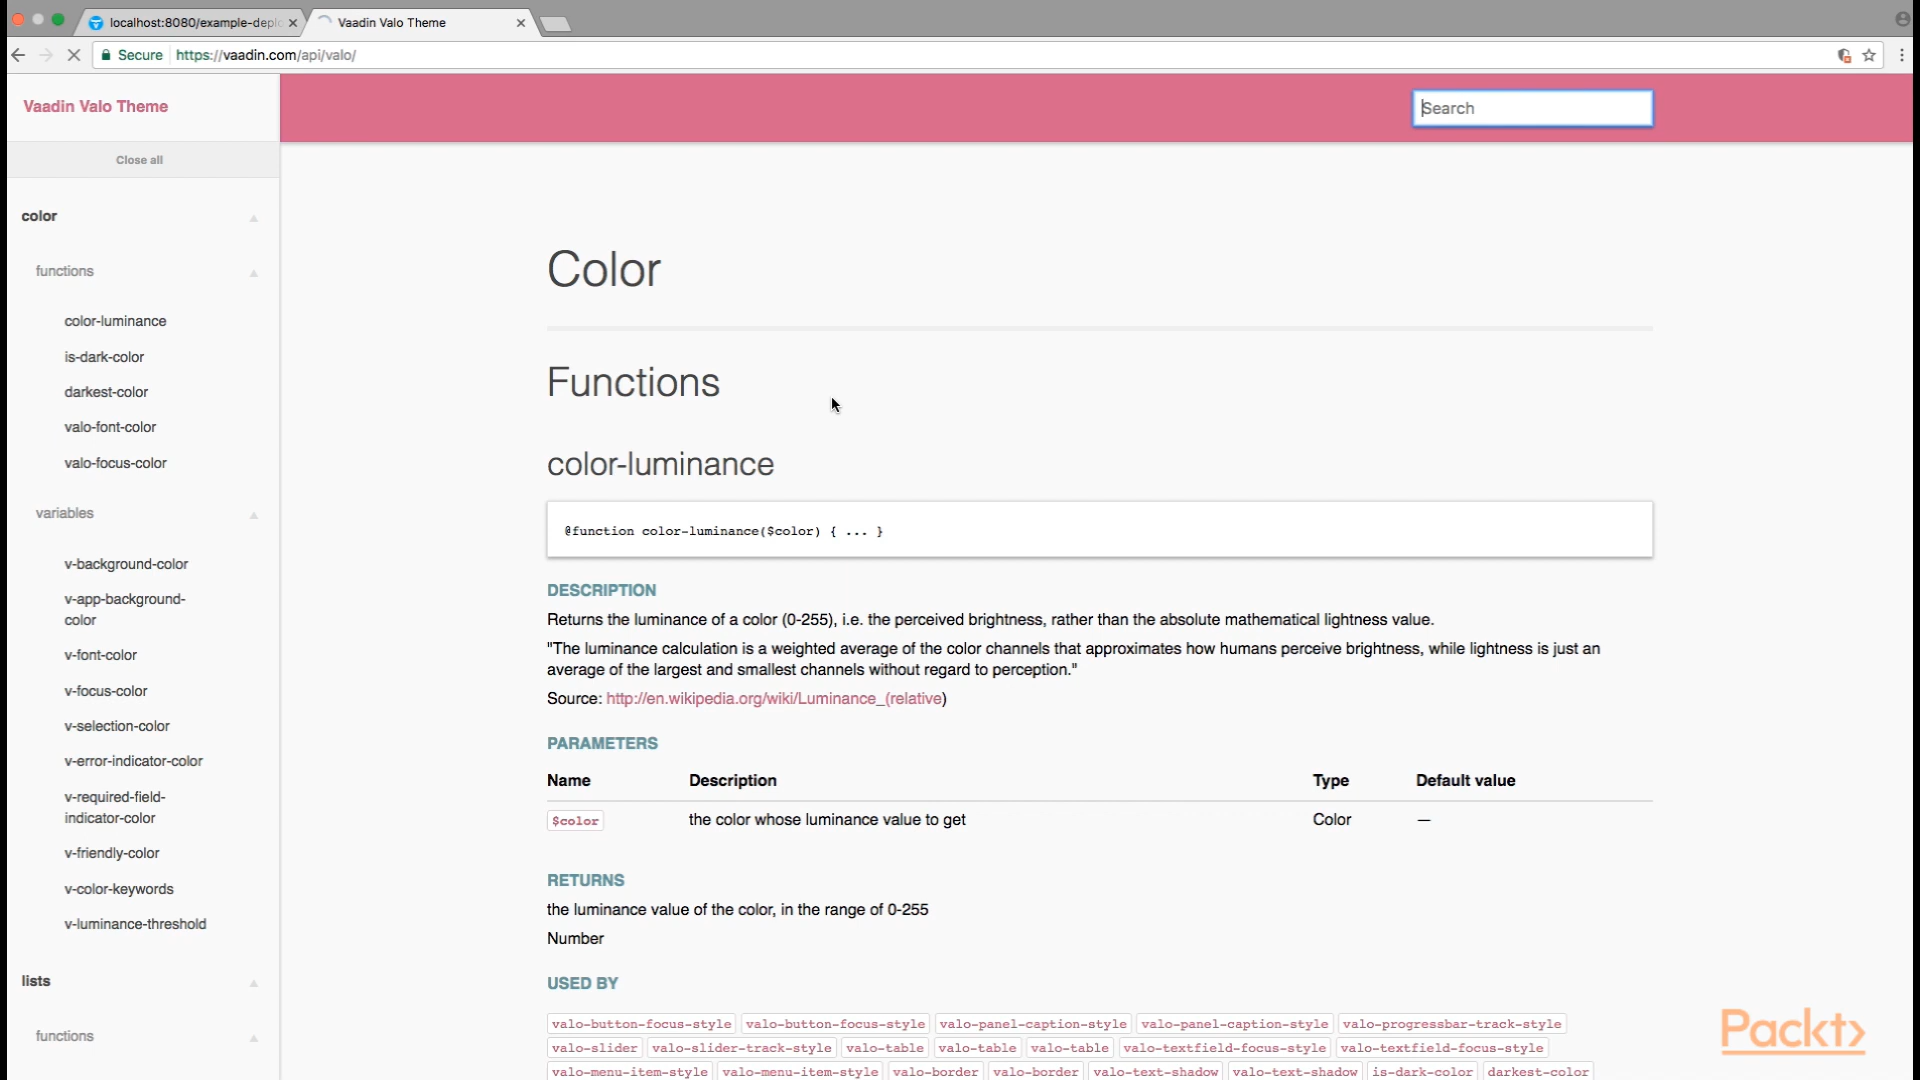 localhost:8080/example-deplo
Vaadin Valo Theme
Secure
https://vaadin.com/api/valo/
Vaadin Valo Theme
Search
Close all
color
functions
color-luminance
is-dark-color
darkest-color
valo-font-color
valo-focus-color
variables
v-background-color
v-app-background-
color
v-font-color
v-focus-color
v-selection-color
v-error-indicator-color
v-required-field-
indicator-color
v-friendly-color
v-color-keywords
v-luminance-threshold
lists
functions
Color
Functions
color-luminance
@function color-luminance($color) { ... }
DESCRIPTION
Returns the luminance of a color (0-255), i.e. the perceived brightness, rather than the absolute mathematical lightness value.
"The luminance calculation is a weighted average of the color channels that approximates how humans perceive brightness, while lightness is just an
average of the largest and smallest channels without regard to perception."
Source: http://en.wikipedia.org/wiki/Luminance_(relative)
PARAMETERS
Name Description Type Default value
$color the color whose luminance value to get Color —
RETURNS
the luminance value of the color, in the range of 0-255
Number
USED BY
valo-button-focus-style valo-button-focus-style valo-panel-caption-style valo-panel-caption-style valo-progressbar-track-style
valo-slider valo-slider-track-style valo-table valo-table valo-table valo-textfield-focus-style valo-textfield-focus-style
valo-menu-item-style valo-menu-item-style valo-border valo-border valo-text-shadow valo-text-shadow is-dark-color darkest-color
Packt>